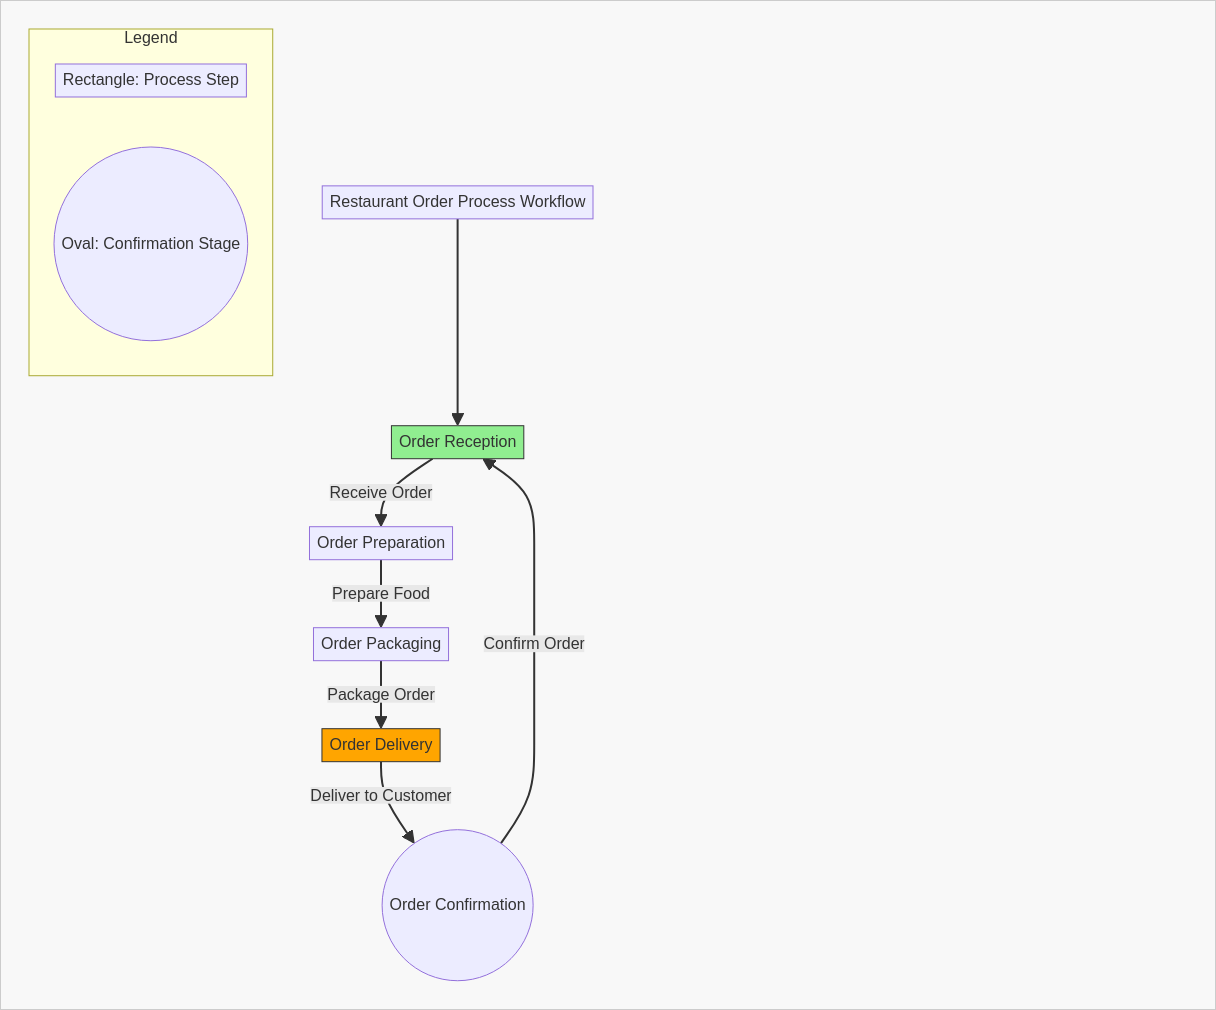 Legend
Rectangle: Process Step
Oval: Confirmation Stage
Restaurant Order Process Workflow
Order Reception
Receive Order
Order Preparation
Prepare Food
Order Packaging
Confirm Order
Package Order
Order Delivery
Deliver to Customer
Order Confirmation